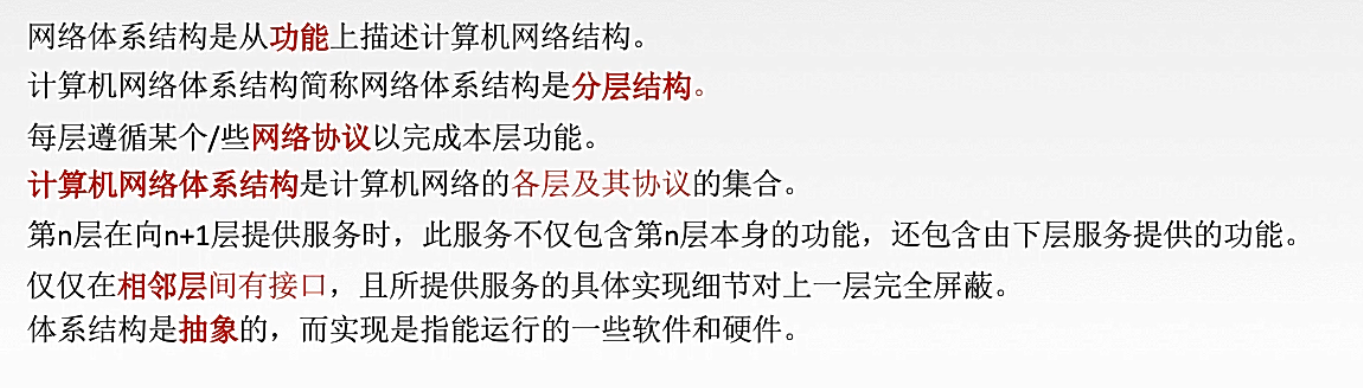 网络体系结构是从功能上描述计算机网络结构。
计算机网络体系结构简称网络体系结构是分层结构。
每层遵循某个/些网络协议以完成本层功能。
计算机网络体系结构是计算机网络的各层及其协议的集合。
第n层在向n+1层提供服务时，此服务不仅包含第n层本身的功能，还包含由下层服务提供的功能。
仅仅在相邻层间有接口，且所提供服务的具体实现细节对上一层完全屏蔽。
体系结构是抽象的，而实现是指能运行的一些软件和硬件。